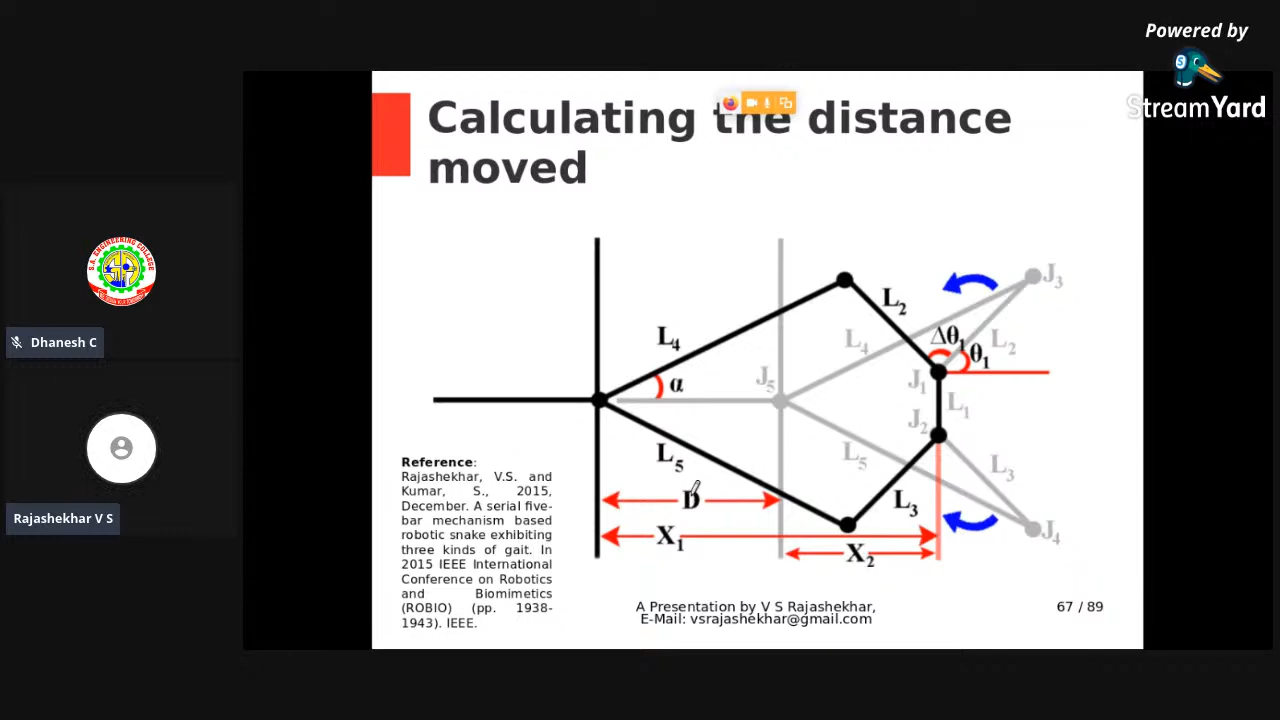 Powered by
StreamYard
Calculating the distance
moved
J3
L2
L4
Δθ1
θ1
L2
L4
J5
α
J1
L1
J2
L5
L5
L3
L3
D
X1
X2
J4
Reference:
Rajashekhar, V.S. and
Kumar, S., 2015,
December. A serial five-
bar mechanism based
robotic snake exhibiting
three kinds of gait. In
2015 IEEE International
Conference on Robotics
and Biomimetics
(ROBIO) (pp. 1938-
1943). IEEE.
A Presentation by V S Rajashekhar,
E-Mail: vsrajashekhar@gmail.com
67 / 89
Dhanesh C
Rajashekhar V S